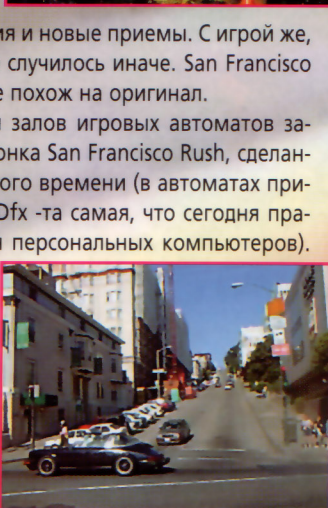 ия и новые приемы. С игрой же,
случилось иначе. San Francisco
е похож на оригинал.
залов игровых автоматов за-
онка San Francisco Rush, сделан-
ого времени (в автоматах при-
Dfx -та самая, что сегодня пра-
персональных компьютеров).